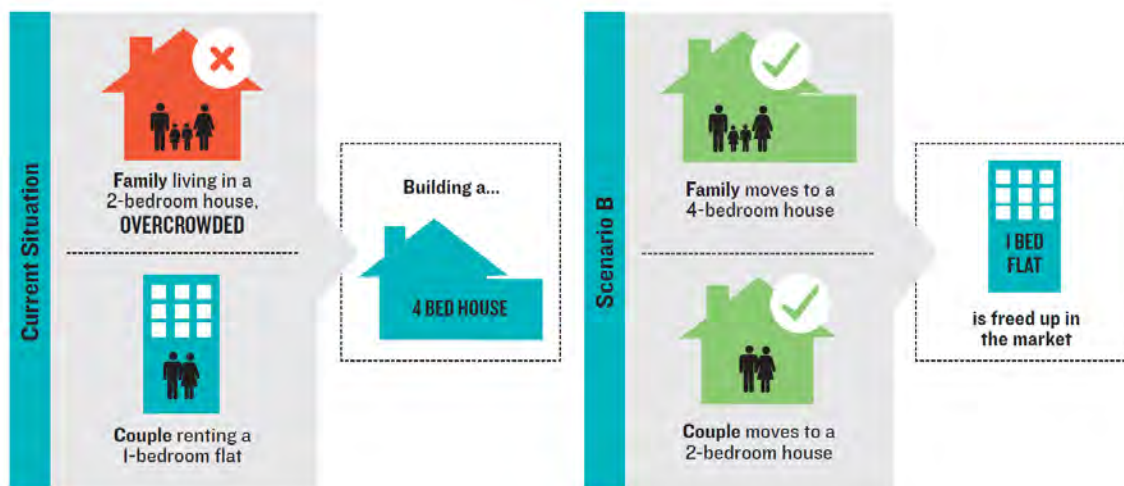 Current Situation
Family living in a
2-bedroom house,
OVERCROWDED
Couple renting a
1-bedroom flat
Building a...
4 BED HOUSE
Scenario B
Family moves to a
4-bedroom house
Couple moves to a
2-bedroom house
1 BED
FLAT
is freed up in
the market